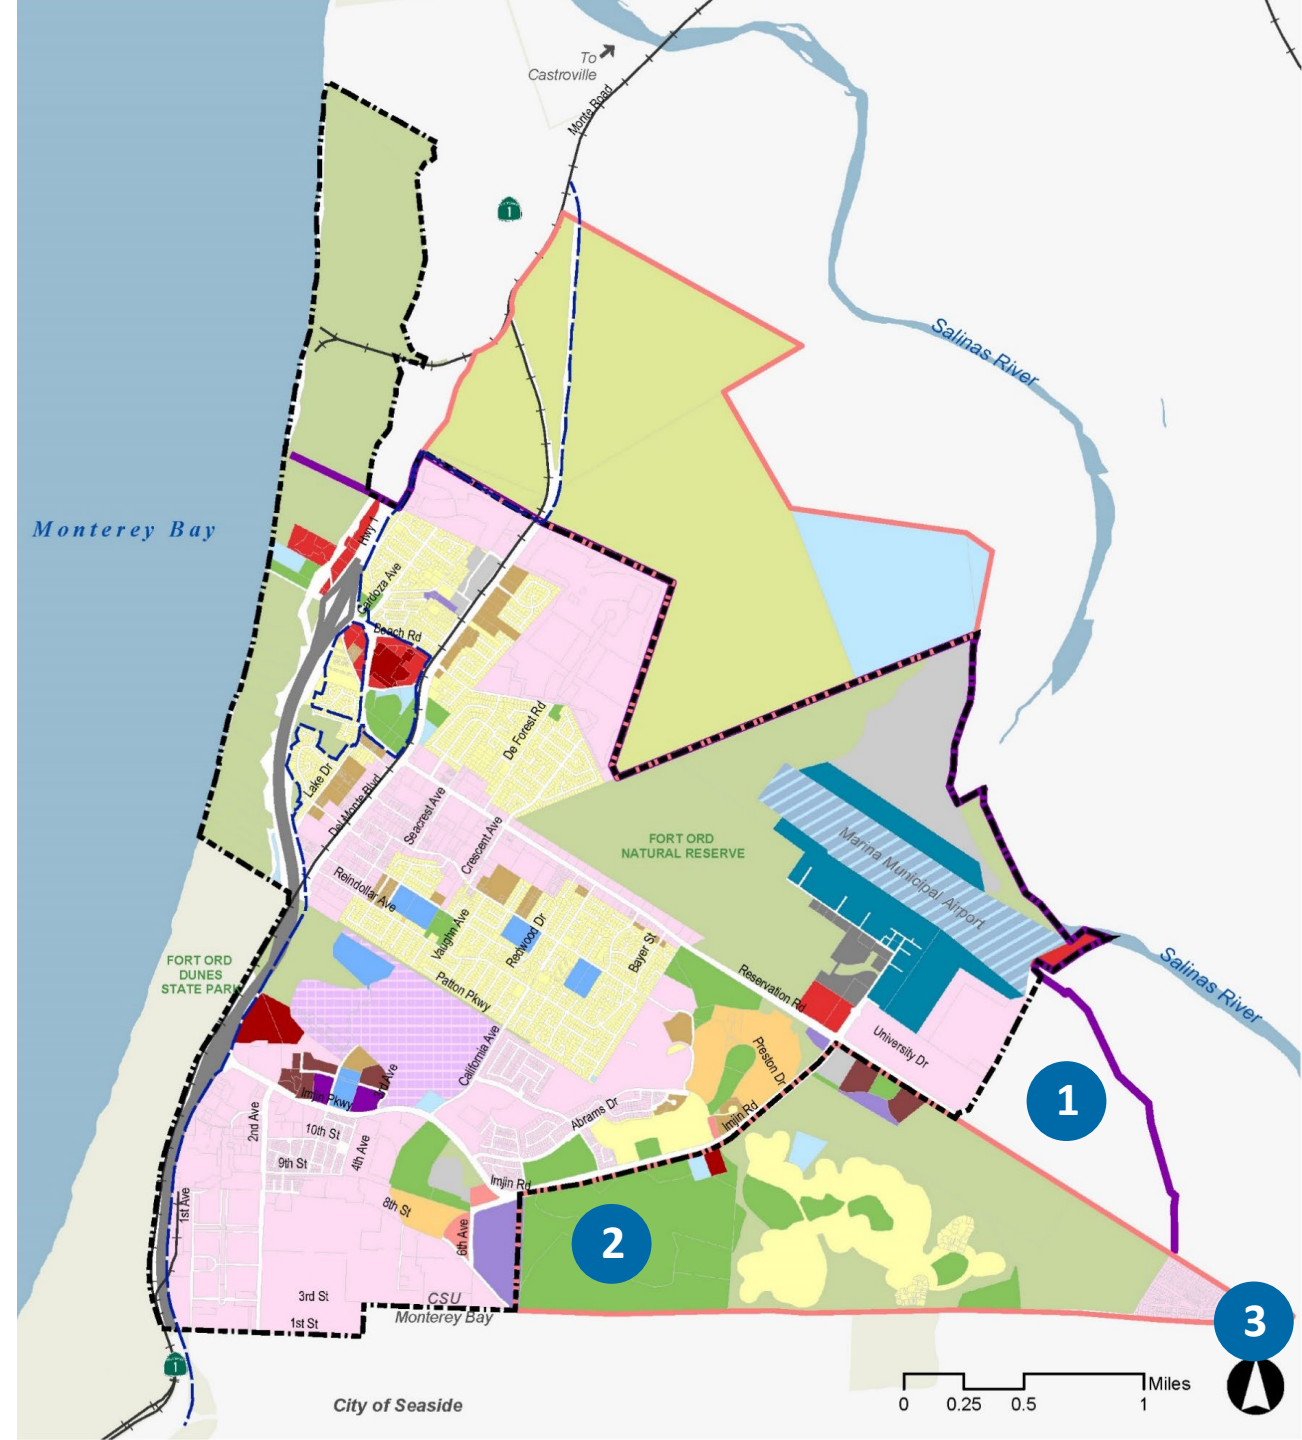 To
Castroville
Monte Road
1
Salinas River
Monterey Bay
Hwy 1
Cardoza Ave
Beach Rd
De Forest Rd
Lake Dr
Del Monte Blvd
Seacrest Ave
Crescent Ave
FORT ORD
NATURAL RESERVE
Marina Municipal Airport
Reindollar Ave
Vaughn Ave
Redwood Dr
Bayer St
Salinas River
FORT ORD
DUNES
STATE PARK
Patton Pkwy
Reservation Rd
University Dr
California Ave
Preston Dr
3rd Ave
Imjin Pkwy
1
2nd Ave
10th St
4th Ave
9th St
Abrams Dr
Imjin Rd
Imjin Rd
1st Ave
8th St
6th Ave
2
3rd St
1st St
CSU
Monterey Bay
3
1
City of Seaside
Miles
0 0.25 0.5 1